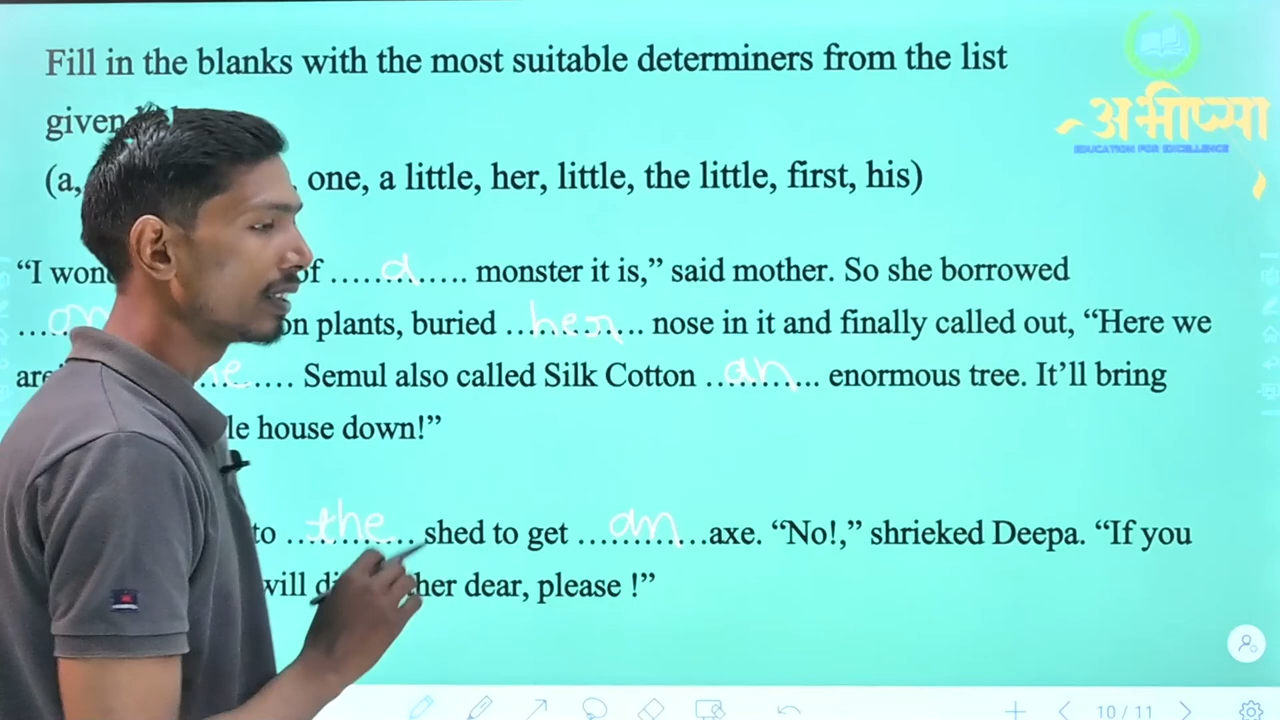 Fill in the blanks with the most suitable determiners from the list
given
(a, one, a little, her, little, the little, first, his)
अभीप्सा
EDUCATION FOR EXCELLENCE
“I of ……a……. monster it is,” said mother. So she borrowed
…an plants, buried ……her…… nose in it and finally called out, “Here we
…. Semul also called Silk Cotton ……an…... enormous tree. It’ll bring
house down!”
to ……the…… shed to get ……an……axe. “No!,” shrieked Deepa. “If you
will dear, please !”
10 / 11